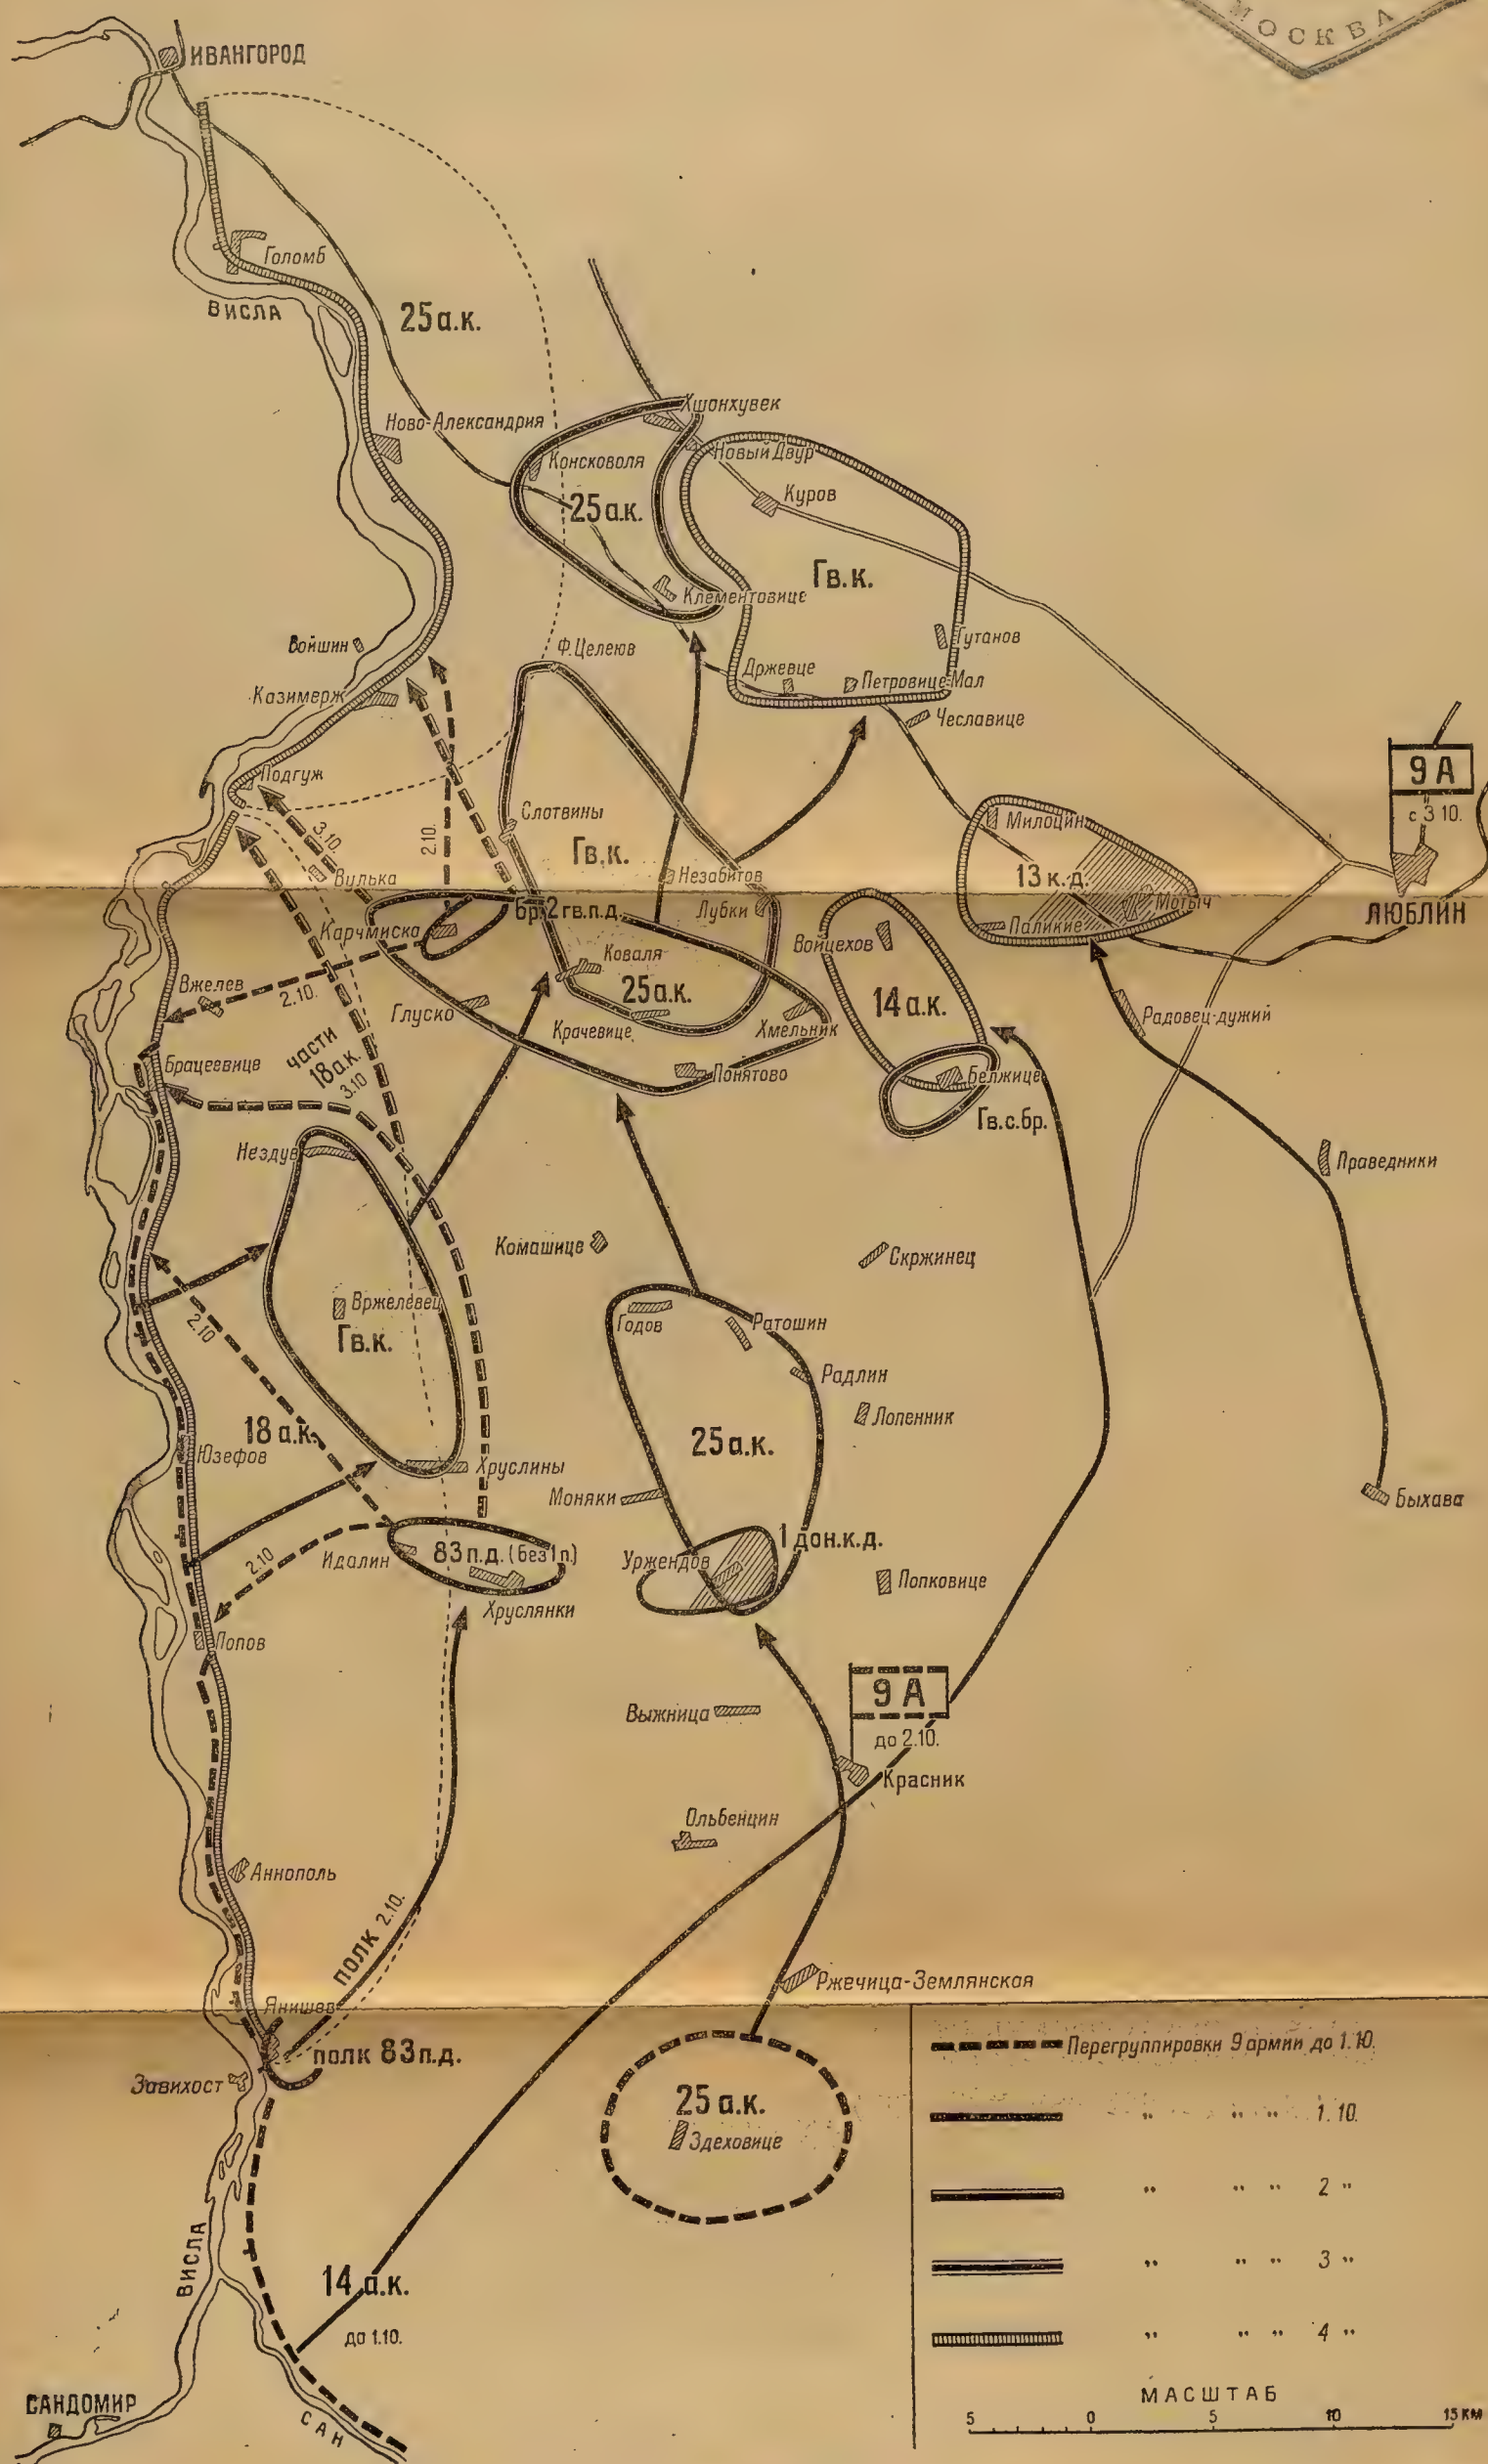 МОСКВА
ИВАНГОРОД
Голомб
ВИСЛА
25 а.к.
Ново-Александрия
Хшонхувек
Консковоля
Новый Двур
25 а.к.
Куров
Гв.к.
Клементовице
Войшин
Ф.Целеюв
Гутанов
Казимерж
Држевце
Петровице Мал
Чеславице
Подгуж
9 А
с 3 10.
3.10.
2.10.
Слотвины
Милоцин
Гв.к.
Вилька
Незабитов
13 к.д.
Лубки
Мотыч
бр.2 гв.п.д.
ЛЮБЛИН
Карчмиска
Паликие
Войцехов
Вжелев
Коваля
2.10.
25 а.к.
14 а.к.
Глуско
Крачевице
Хмельник
Радовец-дужий
части
18 а.к.
3.10
Брацеевице
Понятово
Белжице
Гв.с.бр.
Нездув
Праведники
Комашице
Скржинец
Вржелевец
Гв.к.
2.10
Годов
Ратошин
Радлин
Лопенник
18 а.к.
25 а.к.
Юзефов
Хруслины
Моняки
Быхава
1 дон.к.д.
Идалин
83 п.д. (без 1 п.)
Уржендов
2.10
Попковице
Хруслянки
Попов
9 А
до 2.10.
Выжница
Красник
Ольбенцин
Аннополь
полк 2.10.
Ржечица-Землянская
Янишев
полк 83 п.д.
Завихост
25 а.к.
Здеховице
ВИСЛА
14 а.к.
до 1.10.
САНДОМИР
САН
Перегруппировки 9 армии до 1.10.
„ „ „ 1.10.
„ „ „ 2 „
„ „ „ 3 „
„ „ „ 4 „
МАСШТАБ
5 0 5 10 15 км